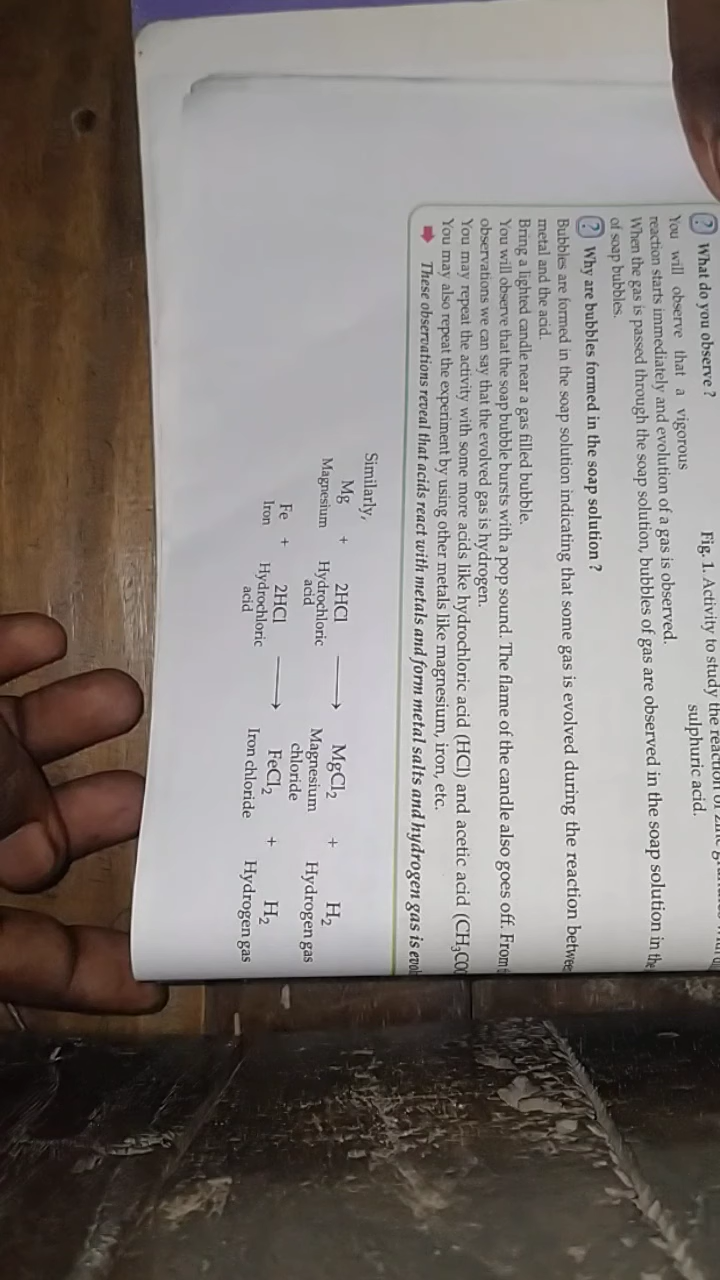 Fig. 1. Activity to study the reaction of
sulphuric acid.
? What do you observe ?
You will observe that a vigorous
reaction starts immediately and evolution of a gas is observed.
When the gas is passed through the soap solution, bubbles of gas are observed in the soap solution in the
of soap bubbles.
? Why are bubbles formed in the soap solution ?
Bubbles are formed in the soap solution indicating that some gas is evolved during the reaction betwee
metal and the acid.
Bring a lighted candle near a gas filled bubble.
You will observe that the soap bubble bursts with a pop sound. The flame of the candle also goes off. From
observations we can say that the evolved gas is hydrogen.
You may repeat the activity with some more acids like hydrochloric acid (HCl) and acetic acid (CH₃CO
You may also repeat the experiment by using other metals like magnesium, iron, etc.
These observations reveal that acids react with metals and form metal salts and hydrogen gas is evol
Similarly,
Mg + 2HCl ⟶ MgCl₂ + H₂
Magnesium Hydrochloric Magnesium Hydrogen gas
acid chloride
Fe + 2HCl ⟶ FeCl₂ + H₂
Iron Hydrochloric Iron chloride Hydrogen gas
acid